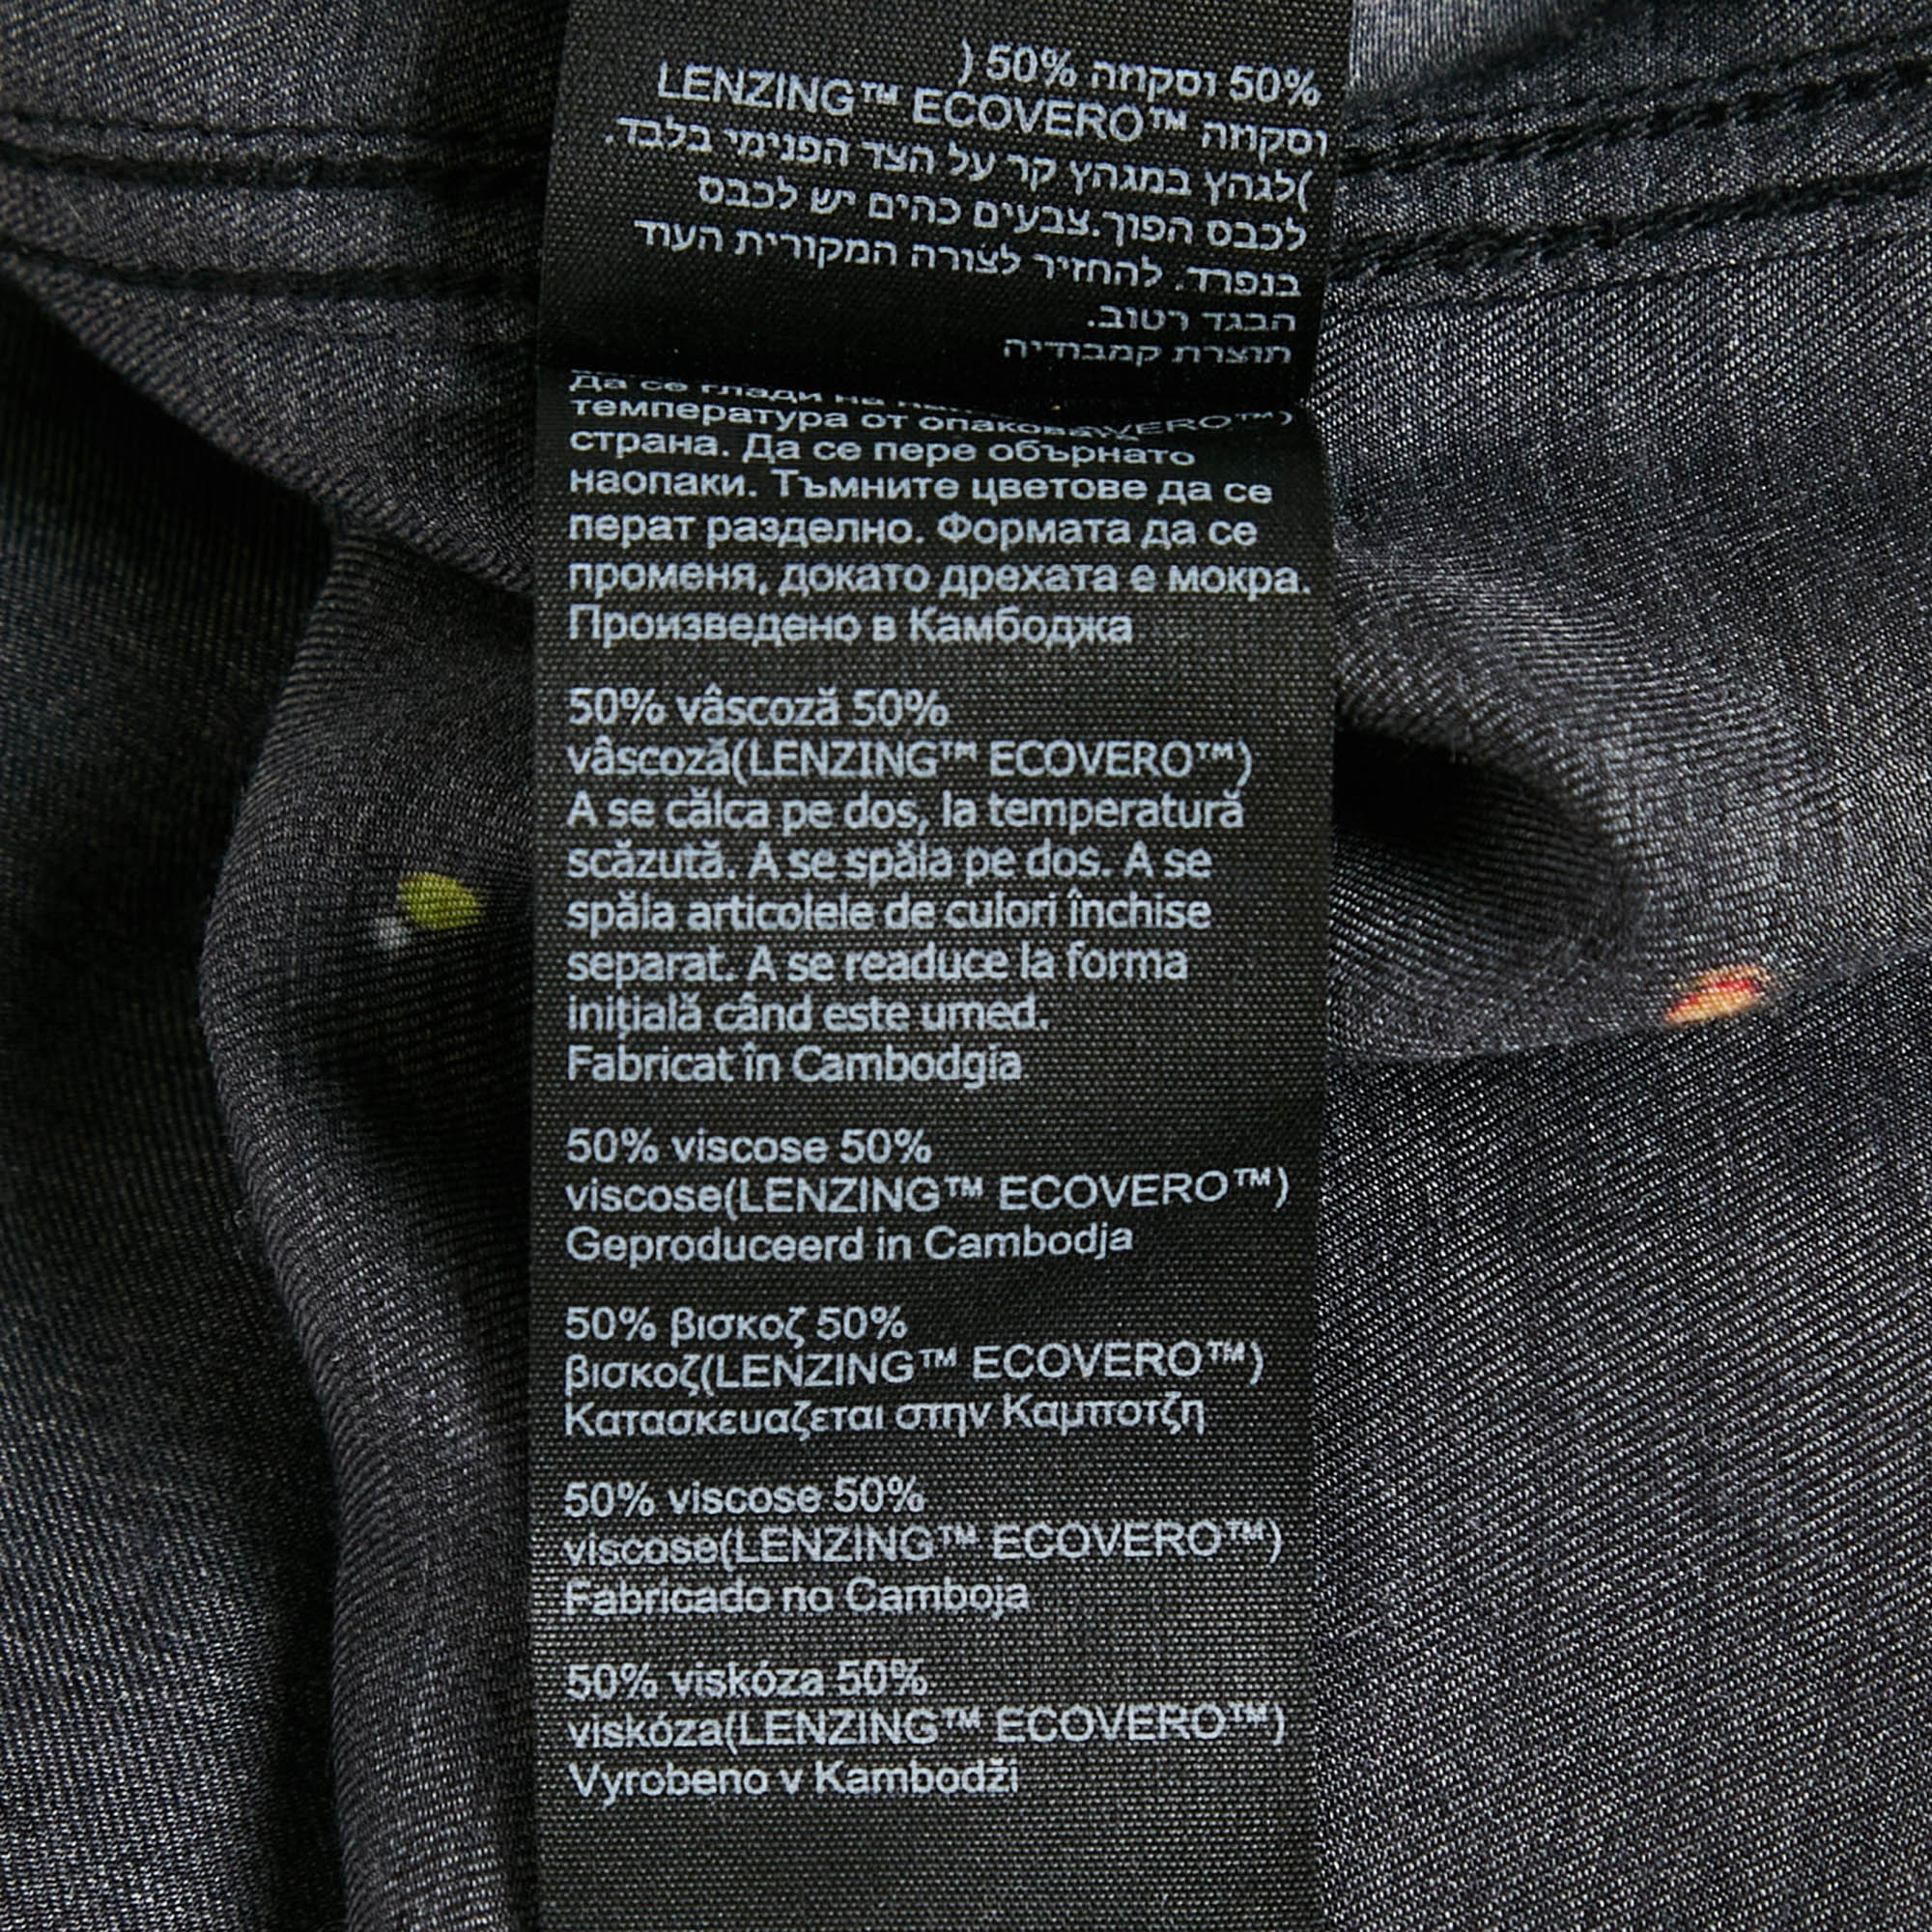 50% וסקוזה 50% (
וסקוזה LENZING™ ECOVERO™
)לגהץ במגהץ קר על הצד הפנימי בלבד.
לכבס הפוך.צבעים כהים יש לכבס
בנפרד. להחזיר לצורה המקורית העוד
הבגד רטוב.
תוצרת קמבודיה
Да се глади на
температура от опаковата
VERO™)
страна. Да се пере обърнато
наопаки. Тъмните цветове да се
перат разделно. Формата да се
променя, докато дрехата е мокра.
Произведено в Камбоджа
50% vâscoză 50%
vâscoză(LENZING™ ECOVERO™)
A se călca pe dos, la temperatură
scăzută. A se spăla pe dos. A se
spăla articolele de culori închise
separat. A se readuce la forma
inițială când este umed.
Fabricat în Cambodgia
50% viscose 50%
viscose(LENZING™ ECOVERO™)
Geproduceerd in Cambodja
50% βισκοζ 50%
βισκοζ(LENZING™ ECOVERO™)
Κατασκευαζεται στην Καμποτζη
50% viscose 50%
viscose(LENZING™ ECOVERO™)
Fabricado no Camboja
50% viskóza 50%
viskóza(LENZING™ ECOVERO™)
Vyrobeno v Kambodži